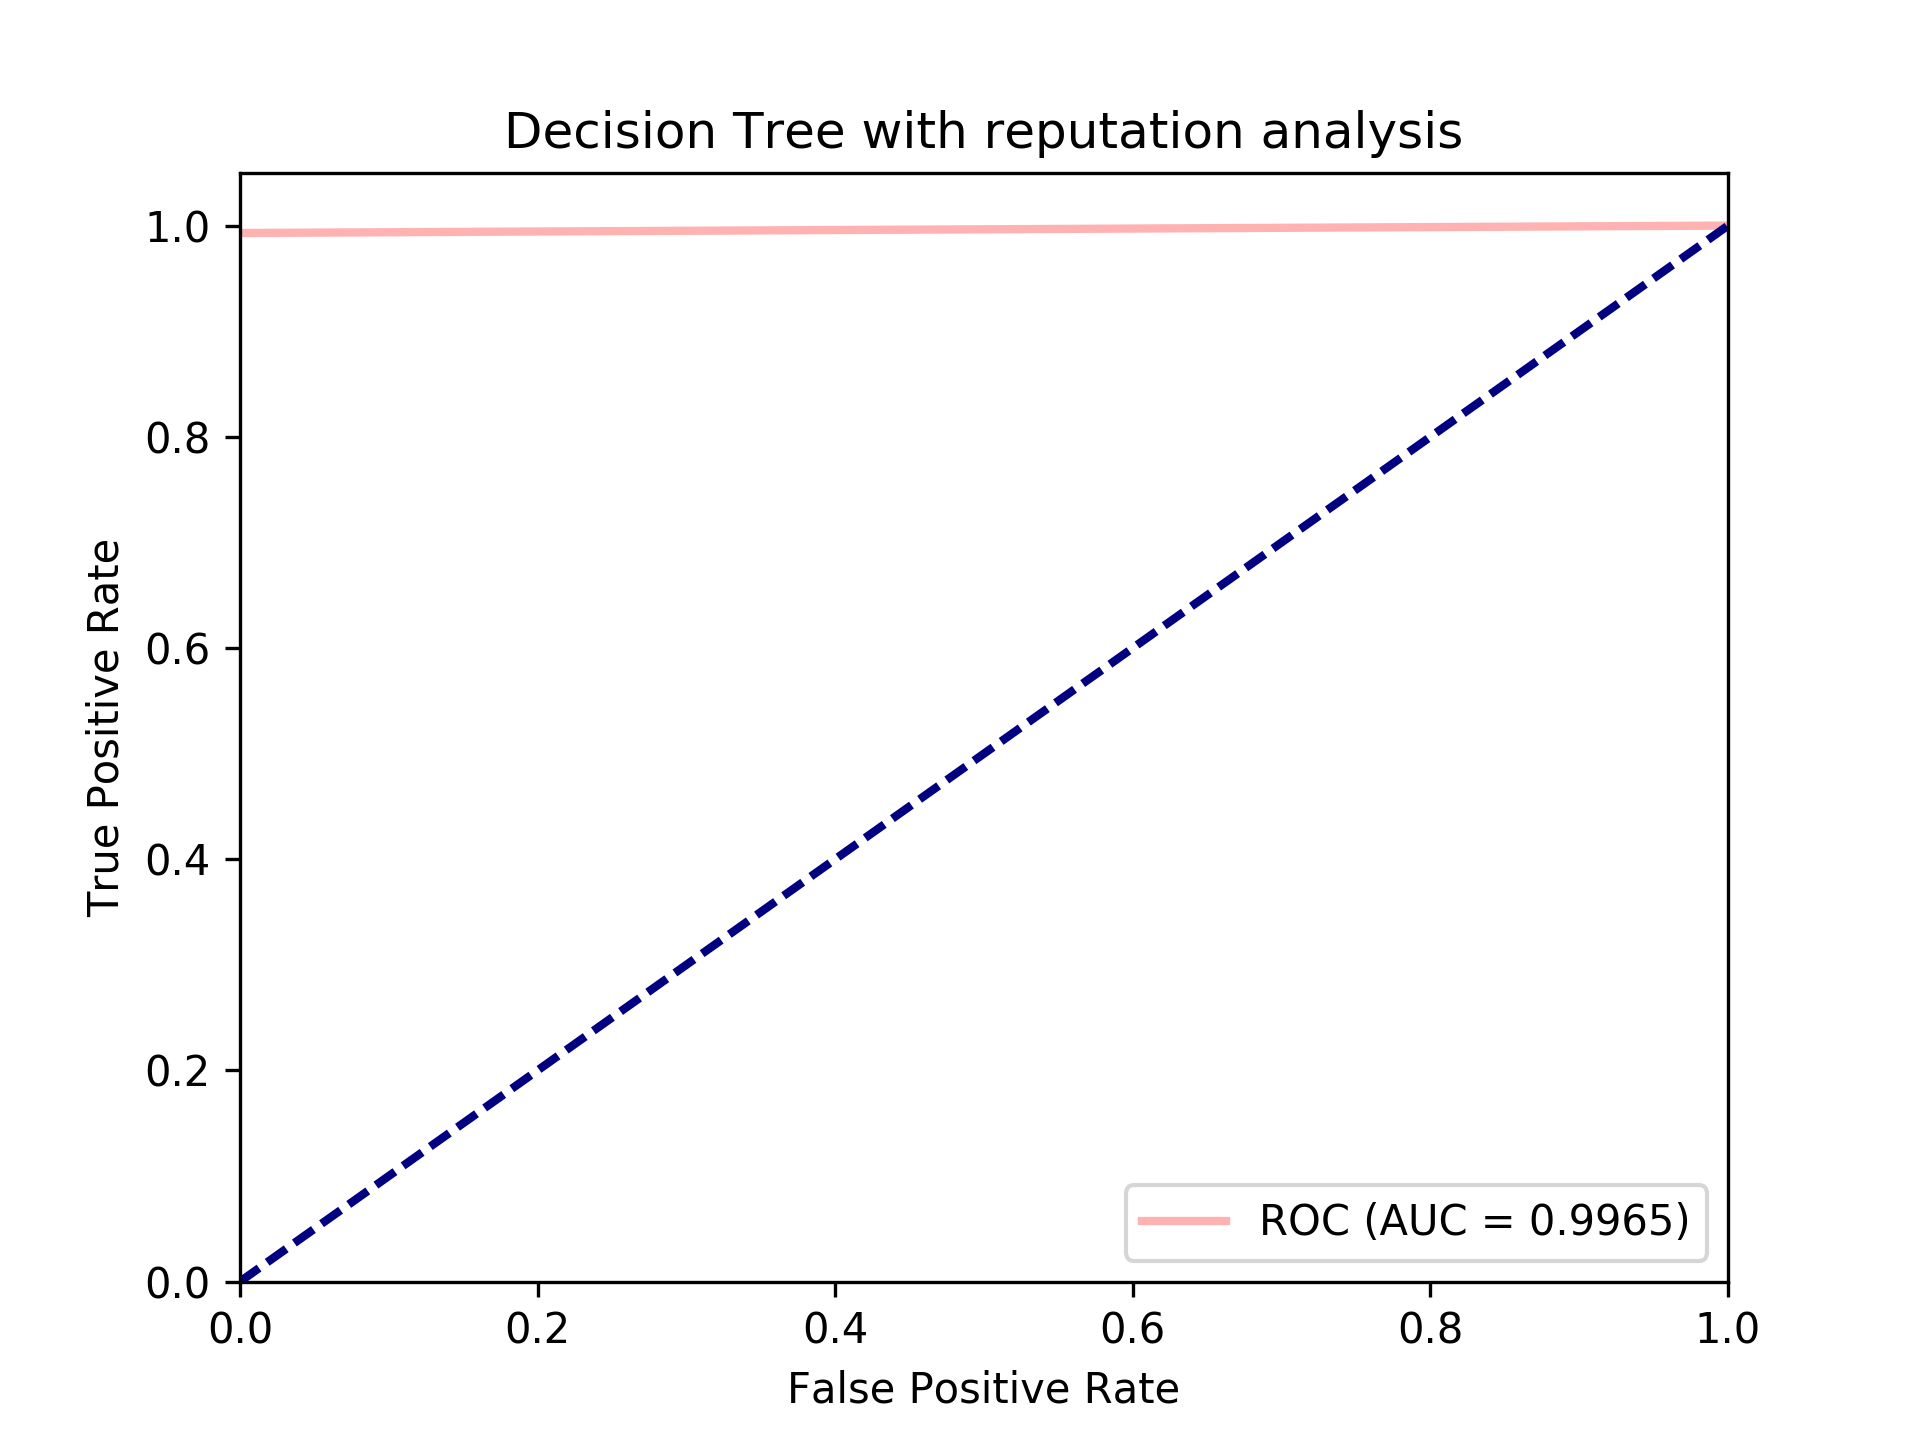 Decision Tree with reputation analysis
1.0
0.8
0.6
0.4
0.2
0.0
True Positive Rate
ROC (AUC = 0.9965)
0.0 0.2 0.4 0.6 0.8 1.0
False Positive Rate